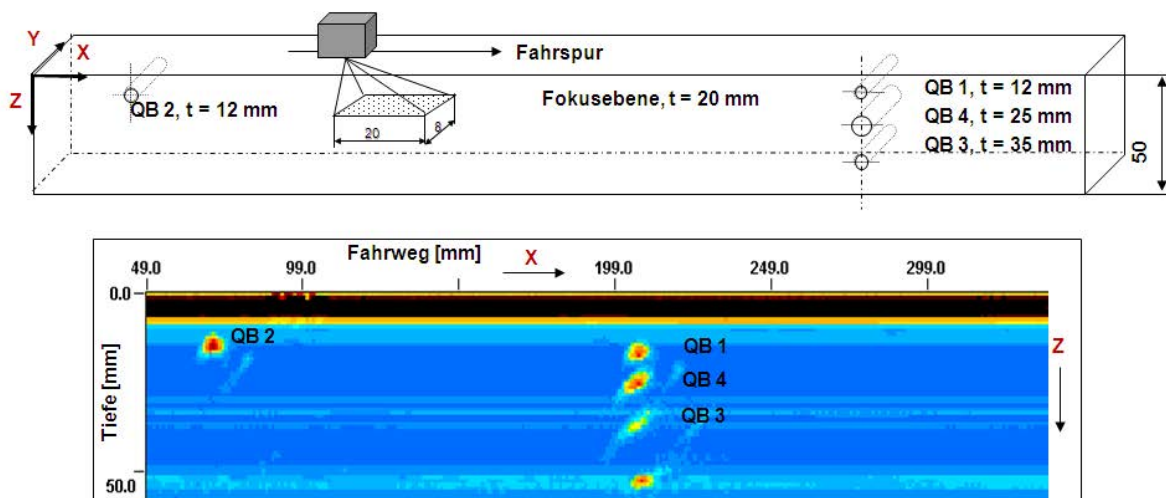 Y
X
Fahrspur
Z
QB 2, t = 12 mm
Fokusebene, t = 20 mm
QB 1, t = 12 mm
QB 4, t = 25 mm
QB 3, t = 35 mm
20
8
50
Fahrweg [mm]
X
49.0 99.0 199.0 249.0 299.0
0.0
QB 2
QB 1
Z
QB 4
QB 3
Tiefe [mm]
50.0